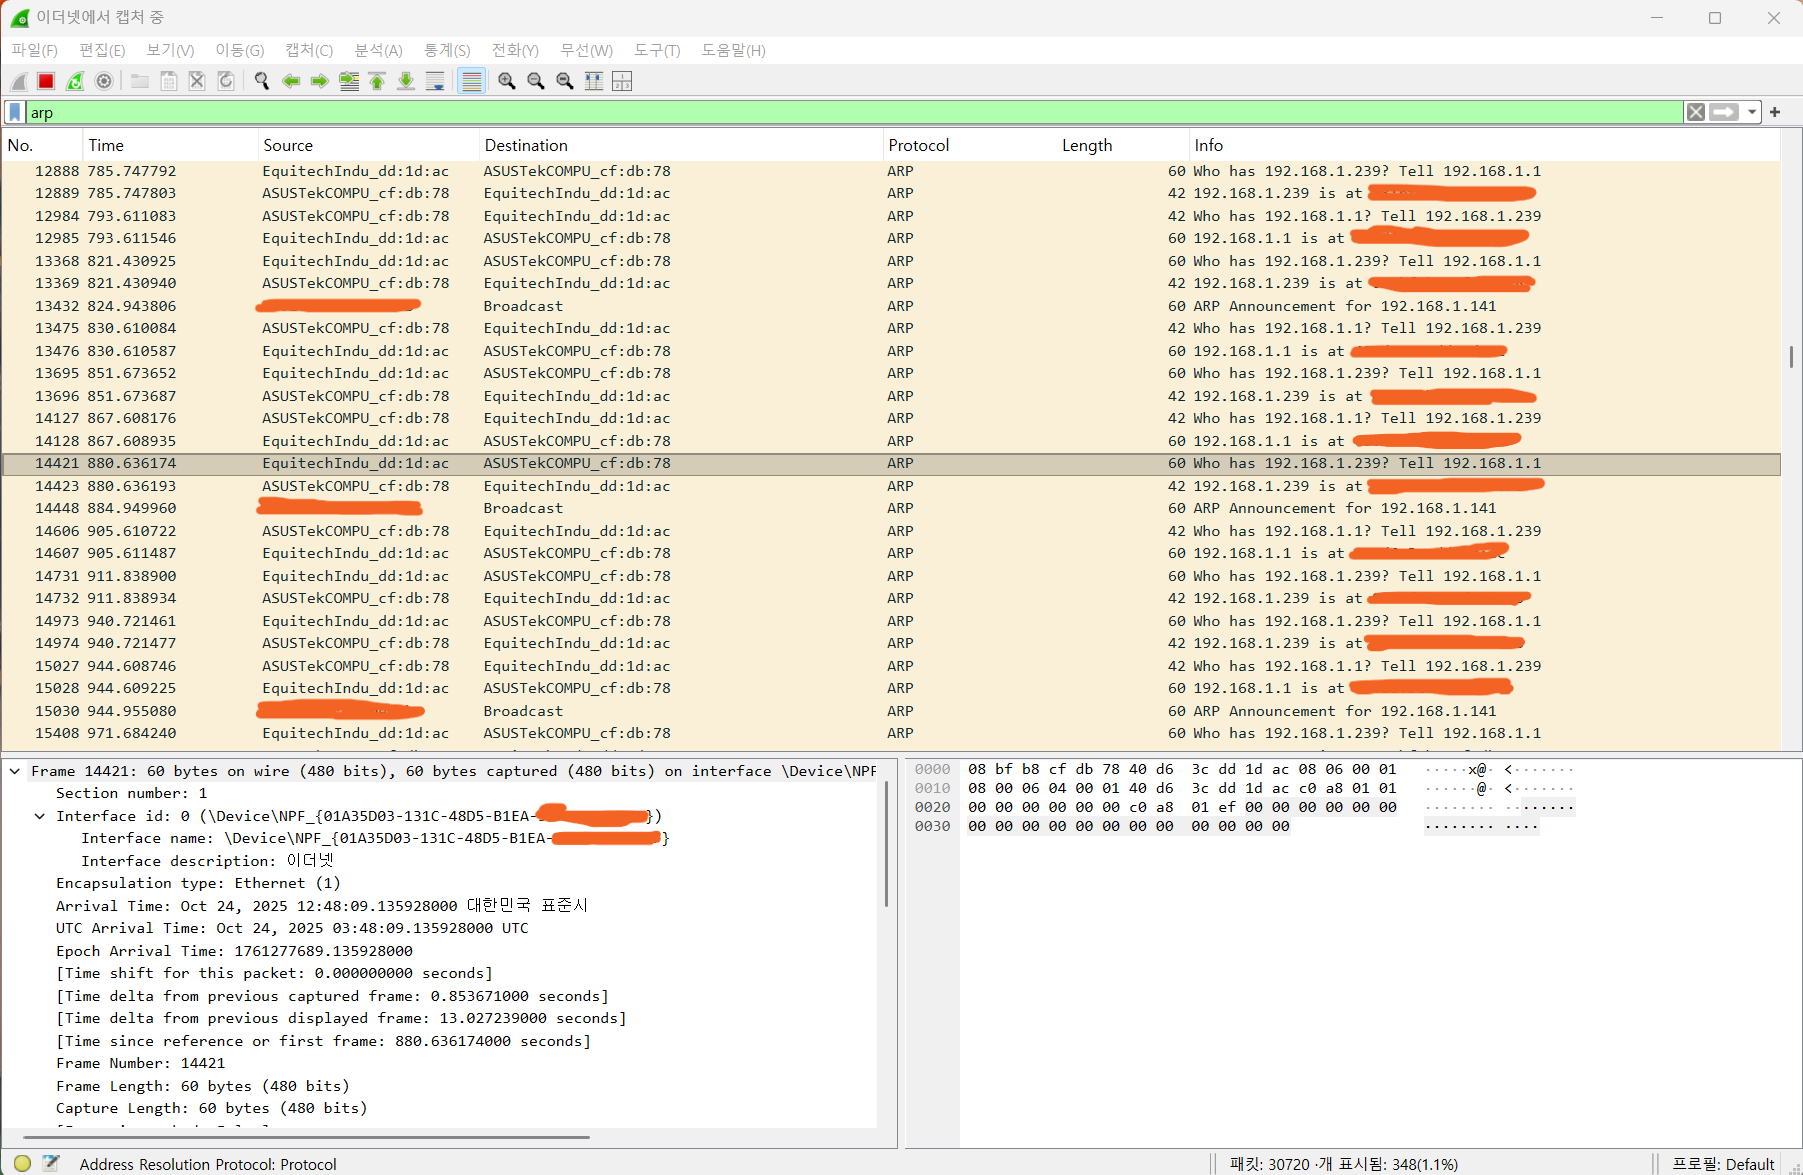 이더넷에서 캡처 중
파일(F) 편집(E) 보기(V) 이동(G) 캡처(C) 분석(A) 통계(S) 전화(Y) 무선(W) 도구(T) 도움말(H)
arp
No. Time Source Destination Protocol Length Info
12888 785.747792 EquitechIndu_dd:1d:ac ASUSTekCOMPU_cf:db:78 ARP 60 Who has 192.168.1.239? Tell 192.168.1.1
12889 785.747803 ASUSTekCOMPU_cf:db:78 EquitechIndu_dd:1d:ac ARP 42 192.168.1.239 is at
12984 793.611083 ASUSTekCOMPU_cf:db:78 EquitechIndu_dd:1d:ac ARP 42 Who has 192.168.1.1? Tell 192.168.1.239
12985 793.611546 EquitechIndu_dd:1d:ac ASUSTekCOMPU_cf:db:78 ARP 60 192.168.1.1 is at
13368 821.430925 EquitechIndu_dd:1d:ac ASUSTekCOMPU_cf:db:78 ARP 60 Who has 192.168.1.239? Tell 192.168.1.1
13369 821.430940 ASUSTekCOMPU_cf:db:78 EquitechIndu_dd:1d:ac ARP 42 192.168.1.239 is at
13432 824.943806 Broadcast ARP 60 ARP Announcement for 192.168.1.141
13475 830.610084 ASUSTekCOMPU_cf:db:78 EquitechIndu_dd:1d:ac ARP 42 Who has 192.168.1.1? Tell 192.168.1.239
13476 830.610587 EquitechIndu_dd:1d:ac ASUSTekCOMPU_cf:db:78 ARP 60 192.168.1.1 is at
13695 851.673652 EquitechIndu_dd:1d:ac ASUSTekCOMPU_cf:db:78 ARP 60 Who has 192.168.1.239? Tell 192.168.1.1
13696 851.673687 ASUSTekCOMPU_cf:db:78 EquitechIndu_dd:1d:ac ARP 42 192.168.1.239 is at
14127 867.608176 ASUSTekCOMPU_cf:db:78 EquitechIndu_dd:1d:ac ARP 42 Who has 192.168.1.1? Tell 192.168.1.239
14128 867.608935 EquitechIndu_dd:1d:ac ASUSTekCOMPU_cf:db:78 ARP 60 192.168.1.1 is at
14421 880.636174 EquitechIndu_dd:1d:ac ASUSTekCOMPU_cf:db:78 ARP 60 Who has 192.168.1.239? Tell 192.168.1.1
14423 880.636193 ASUSTekCOMPU_cf:db:78 EquitechIndu_dd:1d:ac ARP 42 192.168.1.239 is at
14448 884.949960 Broadcast ARP 60 ARP Announcement for 192.168.1.141
14606 905.610722 ASUSTekCOMPU_cf:db:78 EquitechIndu_dd:1d:ac ARP 42 Who has 192.168.1.1? Tell 192.168.1.239
14607 905.611487 EquitechIndu_dd:1d:ac ASUSTekCOMPU_cf:db:78 ARP 60 192.168.1.1 is at
14731 911.838900 EquitechIndu_dd:1d:ac ASUSTekCOMPU_cf:db:78 ARP 60 Who has 192.168.1.239? Tell 192.168.1.1
14732 911.838934 ASUSTekCOMPU_cf:db:78 EquitechIndu_dd:1d:ac ARP 42 192.168.1.239 is at
14973 940.721461 EquitechIndu_dd:1d:ac ASUSTekCOMPU_cf:db:78 ARP 60 Who has 192.168.1.239? Tell 192.168.1.1
14974 940.721477 ASUSTekCOMPU_cf:db:78 EquitechIndu_dd:1d:ac ARP 42 192.168.1.239 is at
15027 944.608746 ASUSTekCOMPU_cf:db:78 EquitechIndu_dd:1d:ac ARP 42 Who has 192.168.1.1? Tell 192.168.1.239
15028 944.609225 EquitechIndu_dd:1d:ac ASUSTekCOMPU_cf:db:78 ARP 60 192.168.1.1 is at
15030 944.955080 Broadcast ARP 60 ARP Announcement for 192.168.1.141
15408 971.684240 EquitechIndu_dd:1d:ac ASUSTekCOMPU_cf:db:78 ARP 60 Who has 192.168.1.239? Tell 192.168.1.1
Frame 14421: 60 bytes on wire (480 bits), 60 bytes captured (480 bits) on interface \Device\NPF
Section number: 1
Interface id: 0 (\Device\NPF_{01A35D03-131C-48D5-B1EA- })
Interface name: \Device\NPF_{01A35D03-131C-48D5-B1EA- }
Interface description: 이더넷
Encapsulation type: Ethernet (1)
Arrival Time: Oct 24, 2025 12:48:09.135928000 대한민국 표준시
UTC Arrival Time: Oct 24, 2025 03:48:09.135928000 UTC
Epoch Arrival Time: 1761277689.135928000
[Time shift for this packet: 0.000000000 seconds]
[Time delta from previous captured frame: 0.853671000 seconds]
[Time delta from previous displayed frame: 13.027239000 seconds]
[Time since reference or first frame: 880.636174000 seconds]
Frame Number: 14421
Frame Length: 60 bytes (480 bits)
Capture Length: 60 bytes (480 bits)
0000 08 bf b8 cf db 78 40 d6 3c dd 1d ac 08 06 00 01 ·····x@· <·······
0010 08 00 06 04 00 01 40 d6 3c dd 1d ac c0 a8 01 01 ······@· <·······
0020 00 00 00 00 00 00 c0 a8 01 ef 00 00 00 00 00 00 ········ ········
0030 00 00 00 00 00 00 00 00 00 00 00 00 ········ ····
Address Resolution Protocol: Protocol
패킷: 30720 ·개 표시됨: 348(1.1%)
프로필: Default